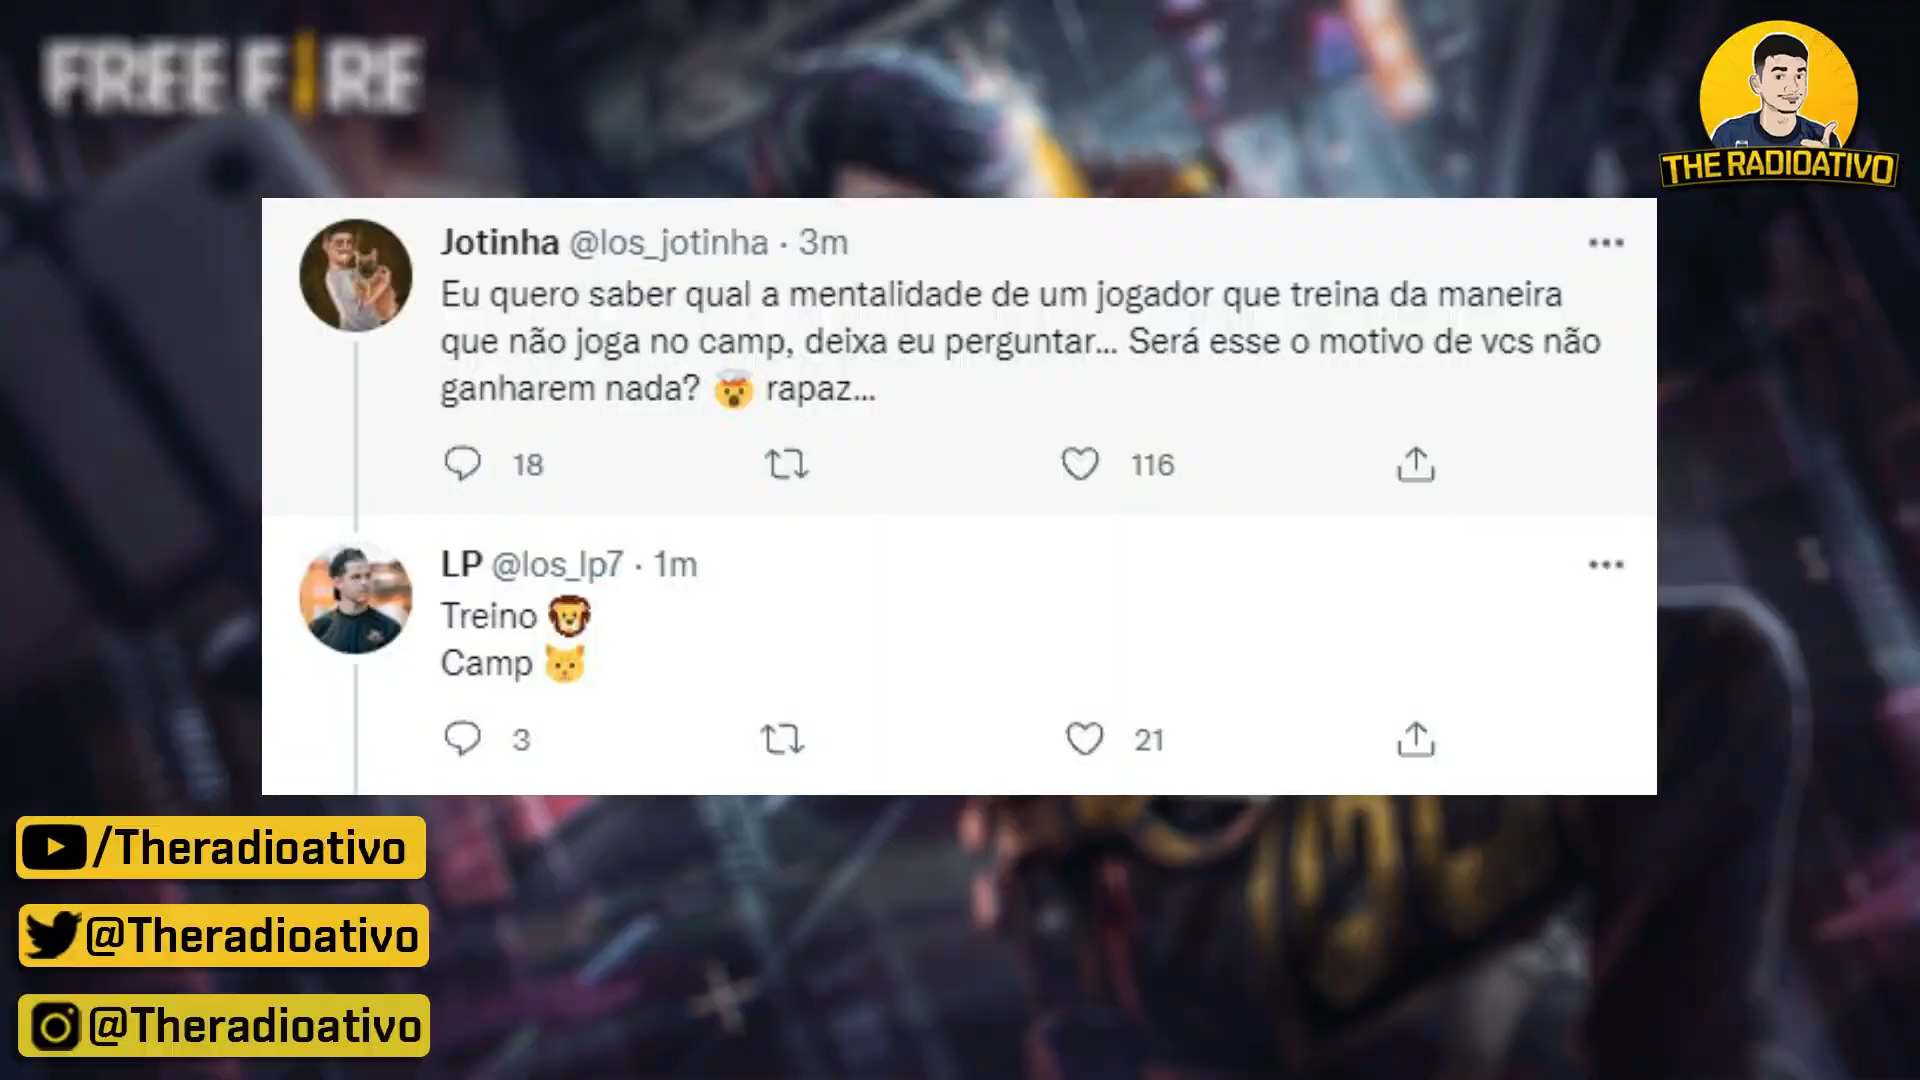 FREE FIRE
THE RADIOATIVO
Jotinha @los_jotinha · 3m
Eu quero saber qual a mentalidade de um jogador que treina da maneira
que não joga no camp, deixa eu perguntar... Será esse o motivo de vcs não
ganharem nada? 🤯 rapaz...
18 116
LP @los_lp7 · 1m
Treino 🦁
Camp 🐱
3 21
/Theradioativo
@Theradioativo
@Theradioativo